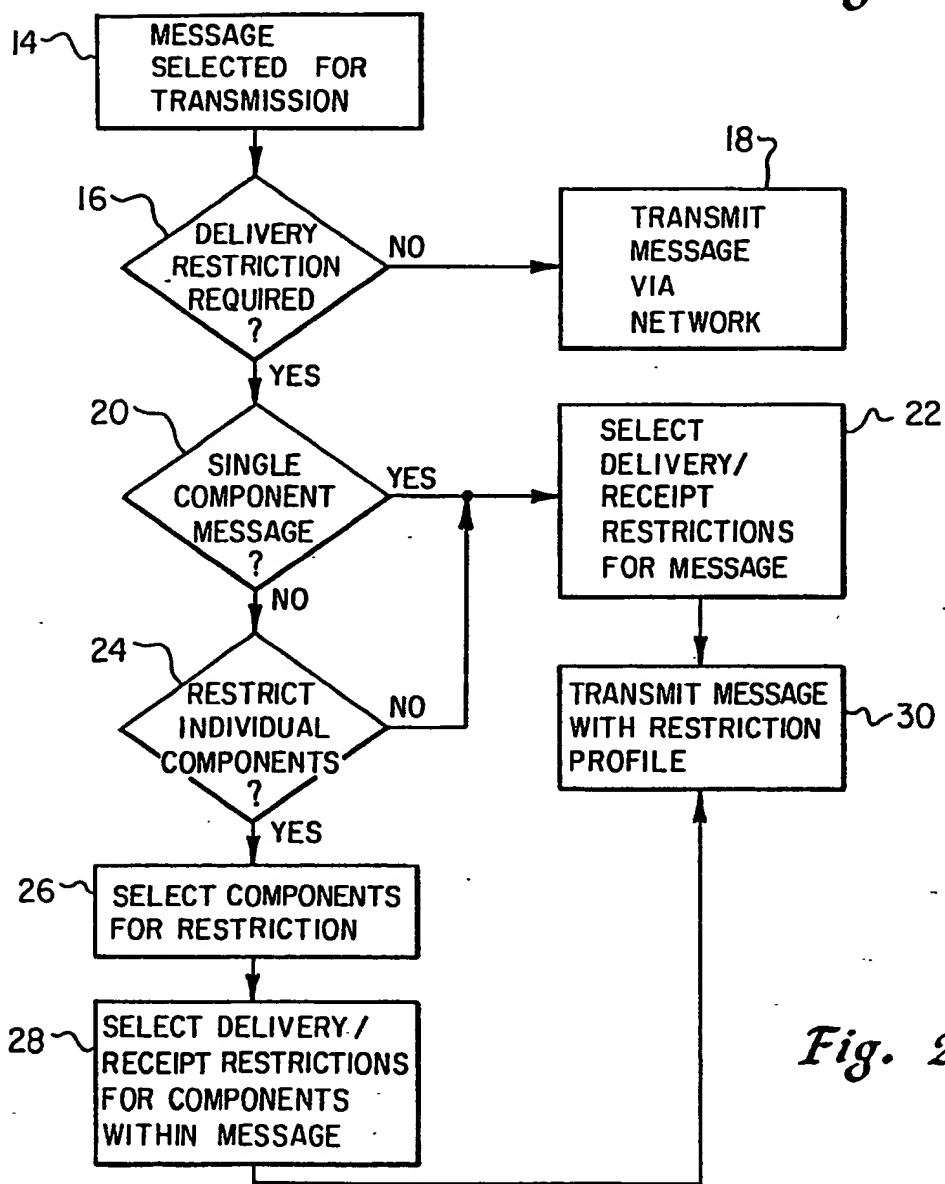 14
MESSAGE
SELECTED FOR
TRANSMISSION
16
DELIVERY
RESTRICTION
REQUIRED
?
NO
18
TRANSMIT
MESSAGE
VIA
NETWORK
YES
20
SINGLE
COMPONENT
MESSAGE
?
YES
22
SELECT
DELIVERY/
RECEIPT
RESTRICTIONS
FOR MESSAGE
NO
24
RESTRICT
INDIVIDUAL
COMPONENTS
?
NO
TRANSMIT MESSAGE
WITH RESTRICTION
PROFILE
30
YES
26
SELECT COMPONENTS
FOR RESTRICTION
28
SELECT DELIVERY/
RECEIPT RESTRICTIONS
FOR COMPONENTS
WITHIN MESSAGE
Fig. 2